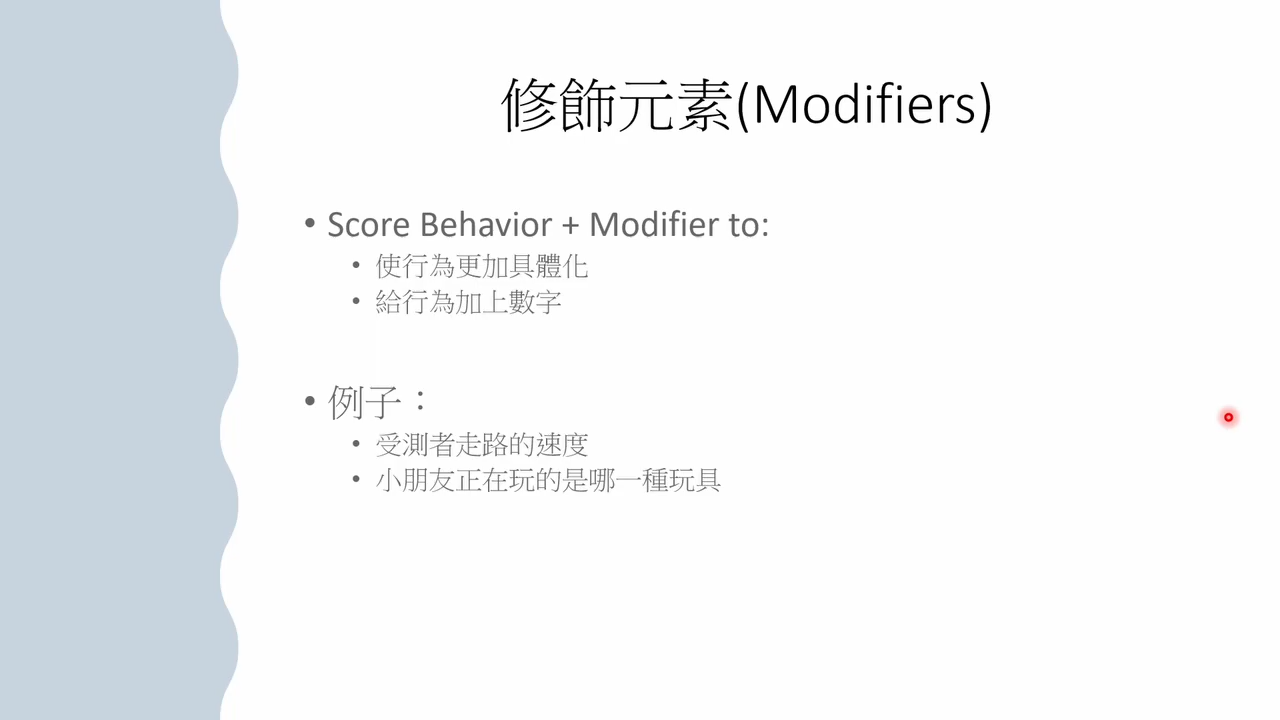 修飾元素(Modifiers)
• Score Behavior + Modifier to:
• 使行為更加具體化
• 給行為加上數字
• 例子：
• 受測者走路的速度
• 小朋友正在玩的是哪一種玩具